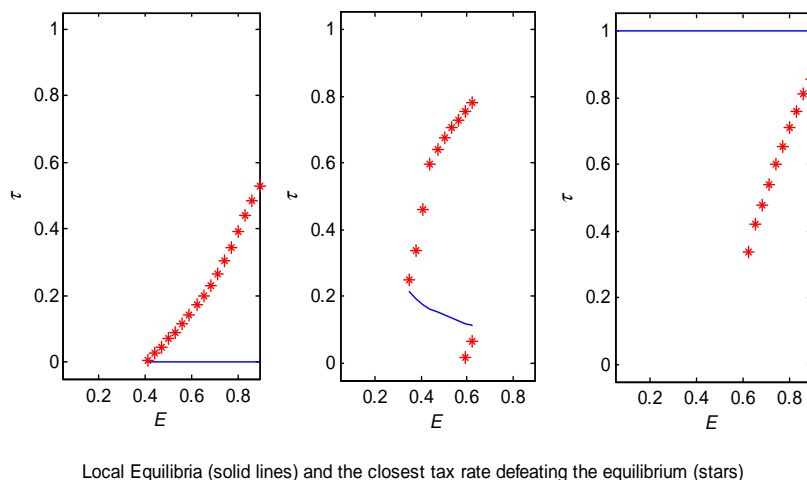 1
0.8
0.6
0.4
0.2
0
τ
0.2 0.4 0.6 0.8
E
1
0.8
0.6
0.4
0.2
0
τ
0.2 0.4 0.6 0.8
E
1
0.8
0.6
0.4
0.2
0
τ
0.2 0.4 0.6 0.8
E
Local Equilibria (solid lines) and the closest tax rate defeating the equilibrium (stars)